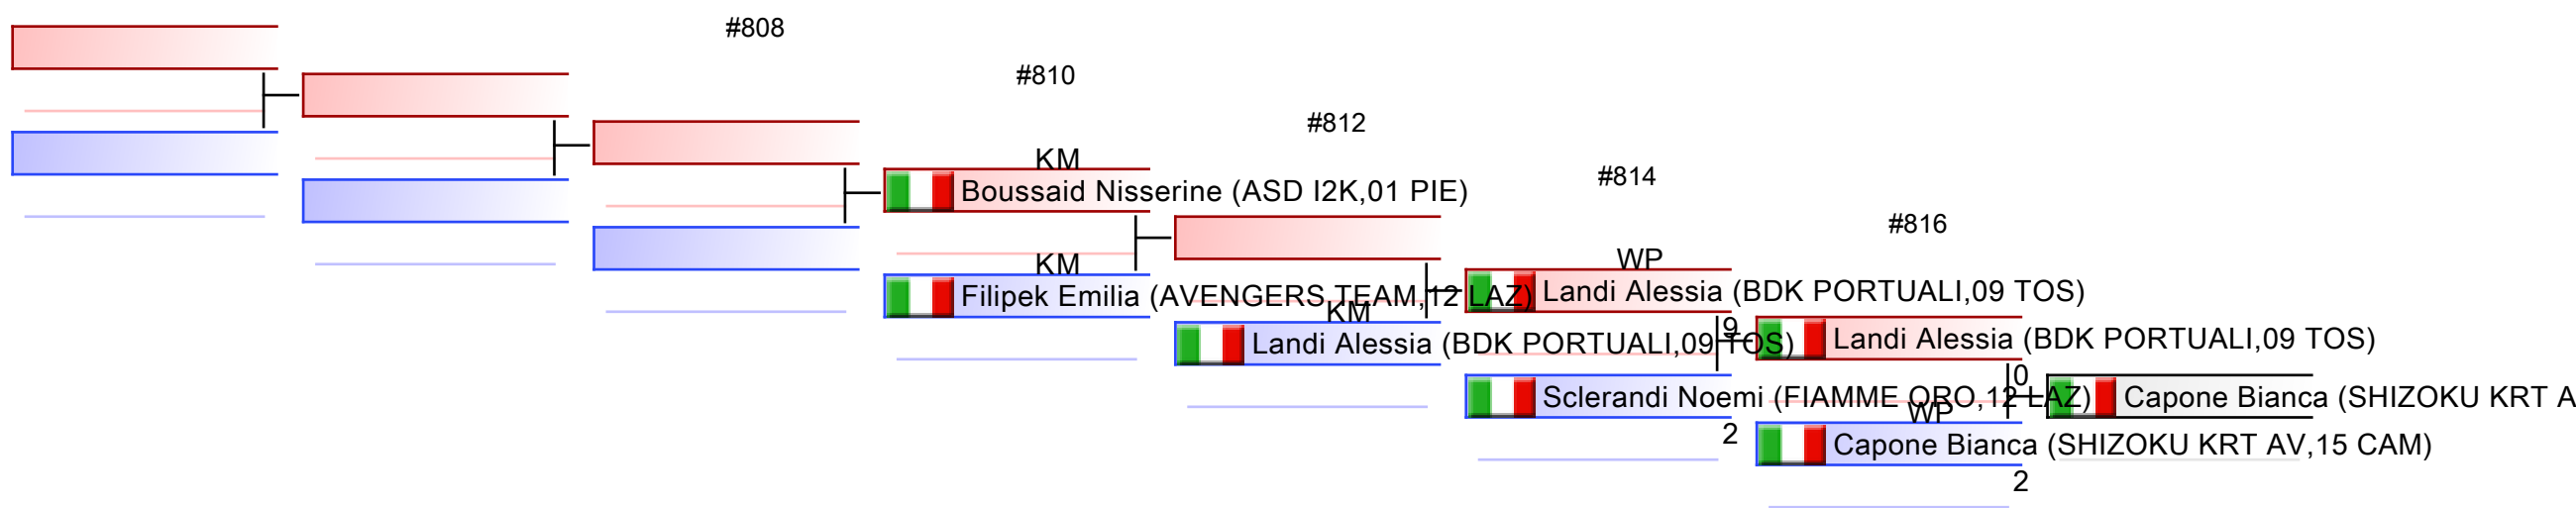 #808
#810
#812
#814
#816
KM
Boussaid Nisserine (ASD I2K,01 PIE)
KM
Filipek Emilia (AVENGERS TEAM,12 LAZ)
KM
Landi Alessia (BDK PORTUALI,09 TOS)
WP
Landi Alessia (BDK PORTUALI,09 TOS)
9
Sclerandi Noemi (FIAMME ORO,12 LAZ)
2
Landi Alessia (BDK PORTUALI,09 TOS)
0
WP
Capone Bianca (SHIZOKU KRT AV,15 CAM)
2
Capone Bianca (SHIZOKU KRT A